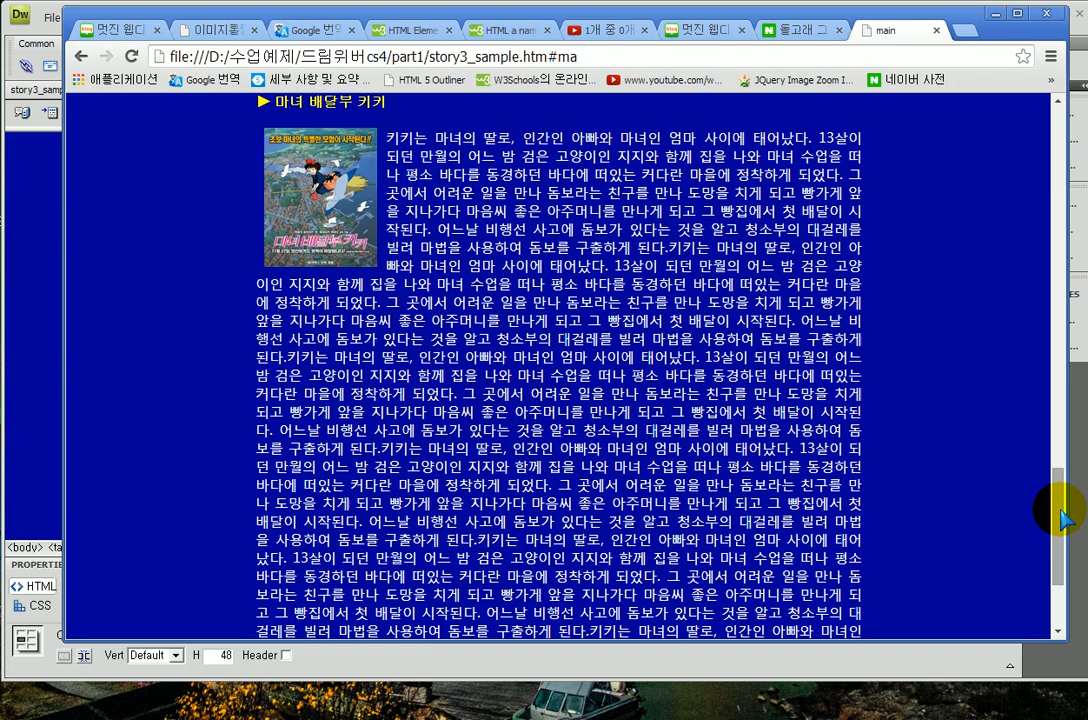 Dw
File
멋진 웹디
이미지툴
Google 번
HTML Eleme
HTML a nam
1개 중 0개
멋진 웹디
돌고래 그
main
Common
file:///D:/수업예제/드림위버cs4/part1/story3_sample.htm#ma
애플리케이션
Google 번역
세부 사항 및 요약 ...
HTML 5 Outliner
W3Schools의 온라인...
www.youtube.com/w...
JQuery Image Zoom I...
네이버 사전
»
story3_samp
▶ 마녀 배달부 키키
초보 마녀의 특별한 모험이 시작된다!!
마녀 배달부 키키
키키는 마녀의 딸로, 인간인 아빠와 마녀인 엄마 사이에 태어났다. 13살이
되던 만월의 어느 밤 검은 고양이인 지지와 함께 집을 나와 마녀 수업을 떠
나 평소 바다를 동경하던 바다에 떠있는 커다란 마을에 정착하게 되었다. 그
곳에서 어려운 일을 만나 돔보라는 친구를 만나 도망을 치게 되고 빵가게 앞
을 지나가다 마음씨 좋은 아주머니를 만나게 되고 그 빵집에서 첫 배달이 시
작된다. 어느날 비행선 사고에 돔보가 있다는 것을 알고 청소부의 대걸레를
빌려 마법을 사용하여 돔보를 구출하게 된다.키키는 마녀의 딸로, 인간인 아
빠와 마녀인 엄마 사이에 태어났다. 13살이 되던 만월의 어느 밤 검은 고양
이인 지지와 함께 집을 나와 마녀 수업을 떠나 평소 바다를 동경하던 바다에 떠있는 커다란 마을
에 정착하게 되었다. 그 곳에서 어려운 일을 만나 돔보라는 친구를 만나 도망을 치게 되고 빵가게
앞을 지나가다 마음씨 좋은 아주머니를 만나게 되고 그 빵집에서 첫 배달이 시작된다. 어느날 비
행선 사고에 돔보가 있다는 것을 알고 청소부의 대걸레를 빌려 마법을 사용하여 돔보를 구출하게
된다.키키는 마녀의 딸로, 인간인 아빠와 마녀인 엄마 사이에 태어났다. 13살이 되던 만월의 어느
밤 검은 고양이인 지지와 함께 집을 나와 마녀 수업을 떠나 평소 바다를 동경하던 바다에 떠있는
커다란 마을에 정착하게 되었다. 그 곳에서 어려운 일을 만나 돔보라는 친구를 만나 도망을 치게
되고 빵가게 앞을 지나가다 마음씨 좋은 아주머니를 만나게 되고 그 빵집에서 첫 배달이 시작된
다. 어느날 비행선 사고에 돔보가 있다는 것을 알고 청소부의 대걸레를 빌려 마법을 사용하여 돔
보를 구출하게 된다.키키는 마녀의 딸로, 인간인 아빠와 마녀인 엄마 사이에 태어났다. 13살이 되
던 만월의 어느 밤 검은 고양이인 지지와 함께 집을 나와 마녀 수업을 떠나 평소 바다를 동경하던
바다에 떠있는 커다란 마을에 정착하게 되었다. 그 곳에서 어려운 일을 만나 돔보라는 친구를 만
나 도망을 치게 되고 빵가게 앞을 지나가다 마음씨 좋은 아주머니를 만나게 되고 그 빵집에서 첫
배달이 시작된다. 어느날 비행선 사고에 돔보가 있다는 것을 알고 청소부의 대걸레를 빌려 마법
을 사용하여 돔보를 구출하게 된다.키키는 마녀의 딸로, 인간인 아빠와 마녀인 엄마 사이에 태어
났다. 13살이 되던 만월의 어느 밤 검은 고양이인 지지와 함께 집을 나와 마녀 수업을 떠나 평소
바다를 동경하던 바다에 떠있는 커다란 마을에 정착하게 되었다. 그 곳에서 어려운 일을 만나 돔
보라는 친구를 만나 도망을 치게 되고 빵가게 앞을 지나가다 마음씨 좋은 아주머니를 만나게 되
고 그 빵집에서 첫 배달이 시작된다. 어느날 비행선 사고에 돔보가 있다는 것을 알고 청소부의 대
걸레를 빌려 마법을 사용하여 돔보를 구출하게 된다.키키는 마녀의 딸로, 인간인 아빠와 마녀인
ES
<body> <ta
PROPERTIE
<> HTML
CSS
Vert Default H 48 Header